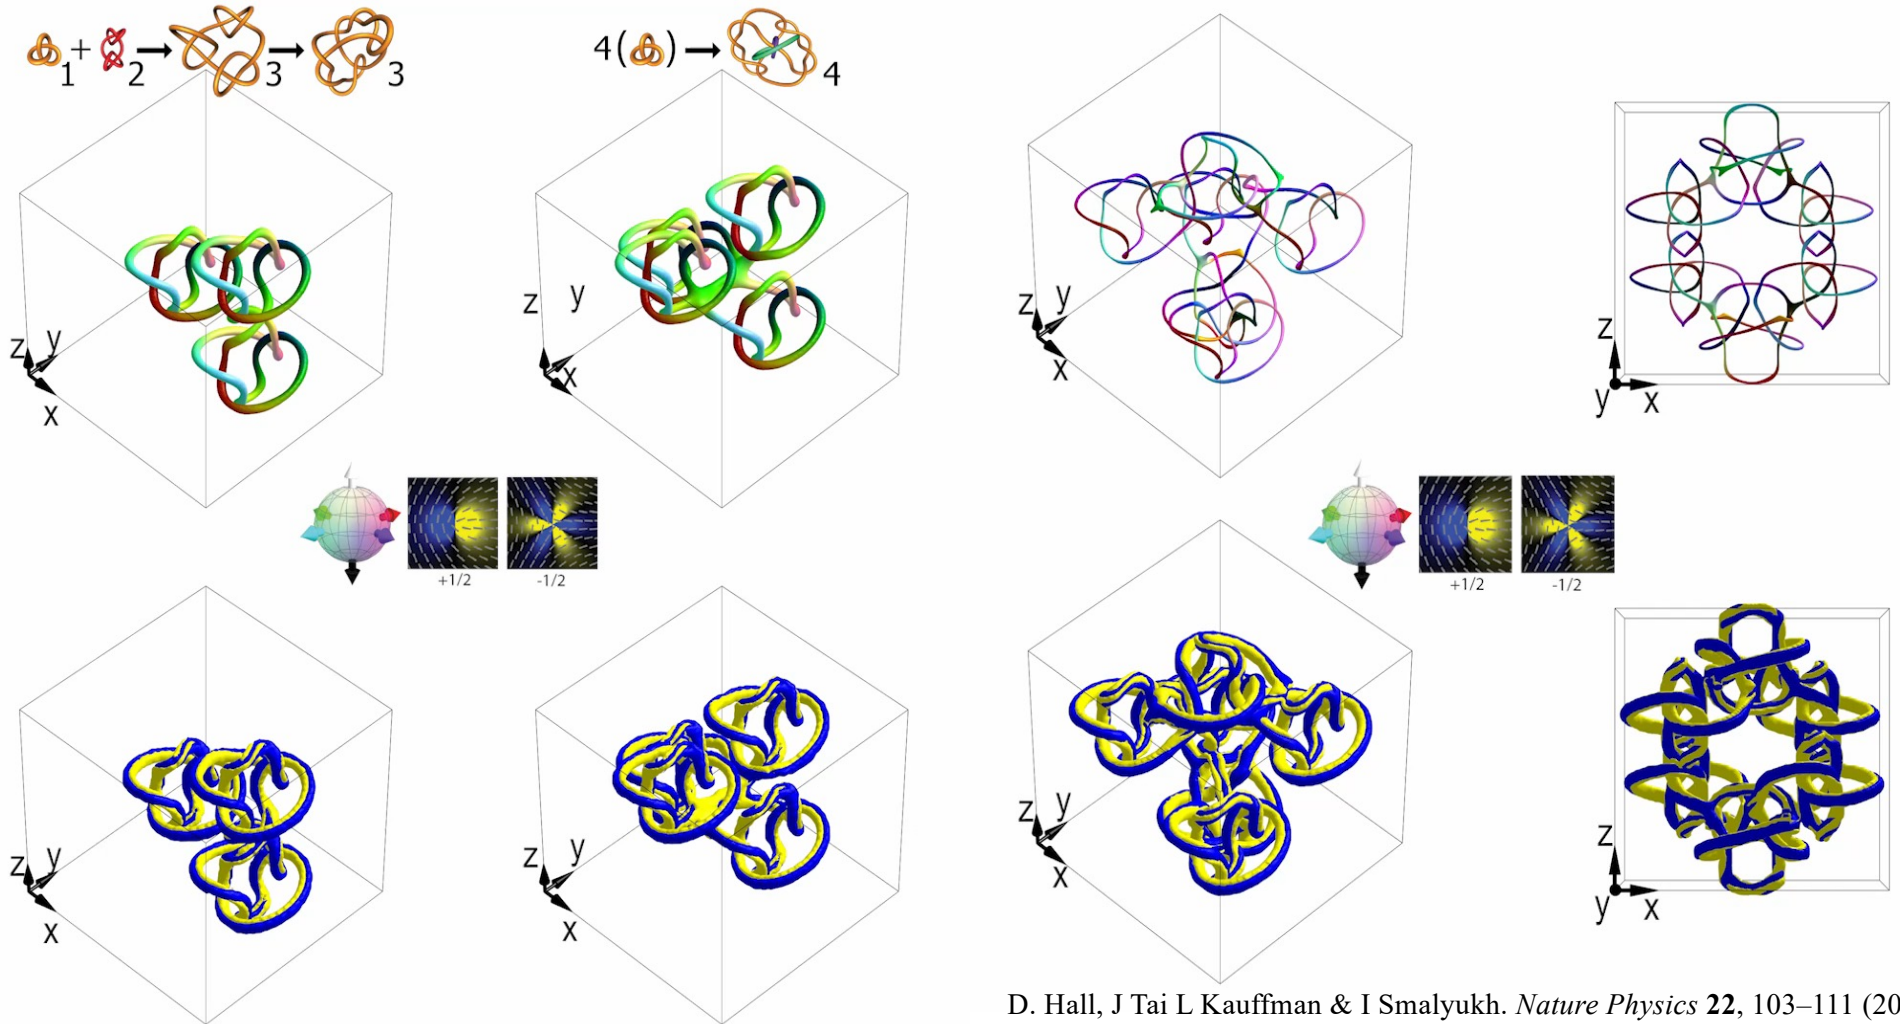 1 + 2 → 3 → 3
4( ) → 4
z y
x
z y
x
z y
x
z
y x
+1/2 -1/2
+1/2 -1/2
z y
x
z y
x
z y
x
z
y x
D. Hall, J Tai L Kauffman & I Smalyukh. Nature Physics 22, 103–111 (20